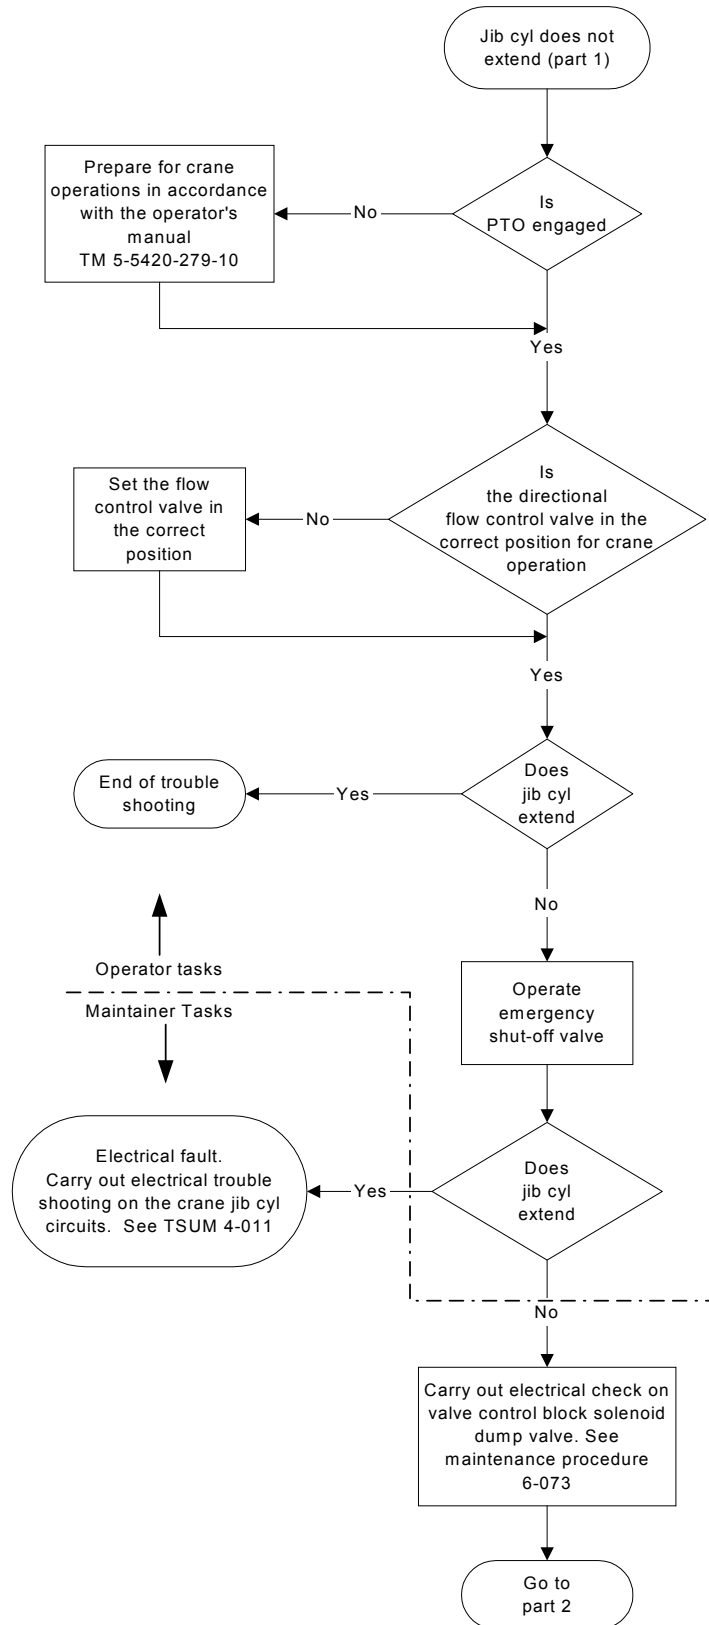 Jib cyl does not
extend (part 1)
Is
PTO engaged
No
Prepare for crane
operations in accordance
with the operator's
manual
TM 5-5420-279-10
Yes
Is
the directional
flow control valve in the
correct position for crane
operation
No
Set the flow
control valve in
the correct
position
Yes
Does
jib cyl
extend
Yes
End of trouble
shooting
No
Operator tasks
Maintainer Tasks
Operate
emergency
shut-off valve
Does
jib cyl
extend
Yes
Electrical fault.
Carry out electrical trouble
shooting on the crane jib cyl
circuits. See TSUM 4-011
No
Carry out electrical check on
valve control block solenoid
dump valve. See
maintenance procedure
6-073
Go to
part 2